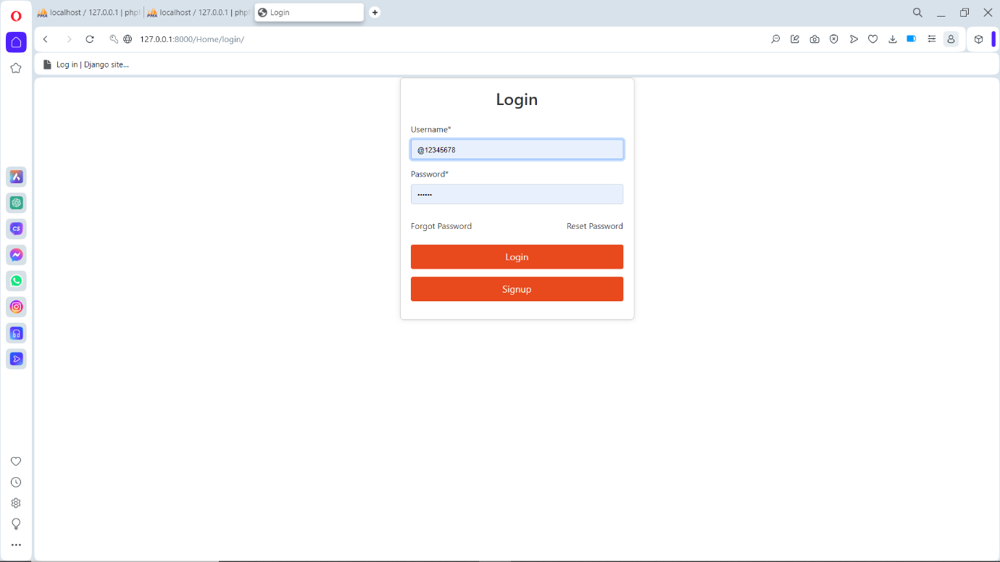 localhost / 127.0.0.1 | php
localhost / 127.0.0.1 | php
Login
127.0.0.1:8000/Home/login/
Log in | Django site...
Login
Username*
@12345678
Password*
••••••
Forgot Password
Reset Password
Login
Signup